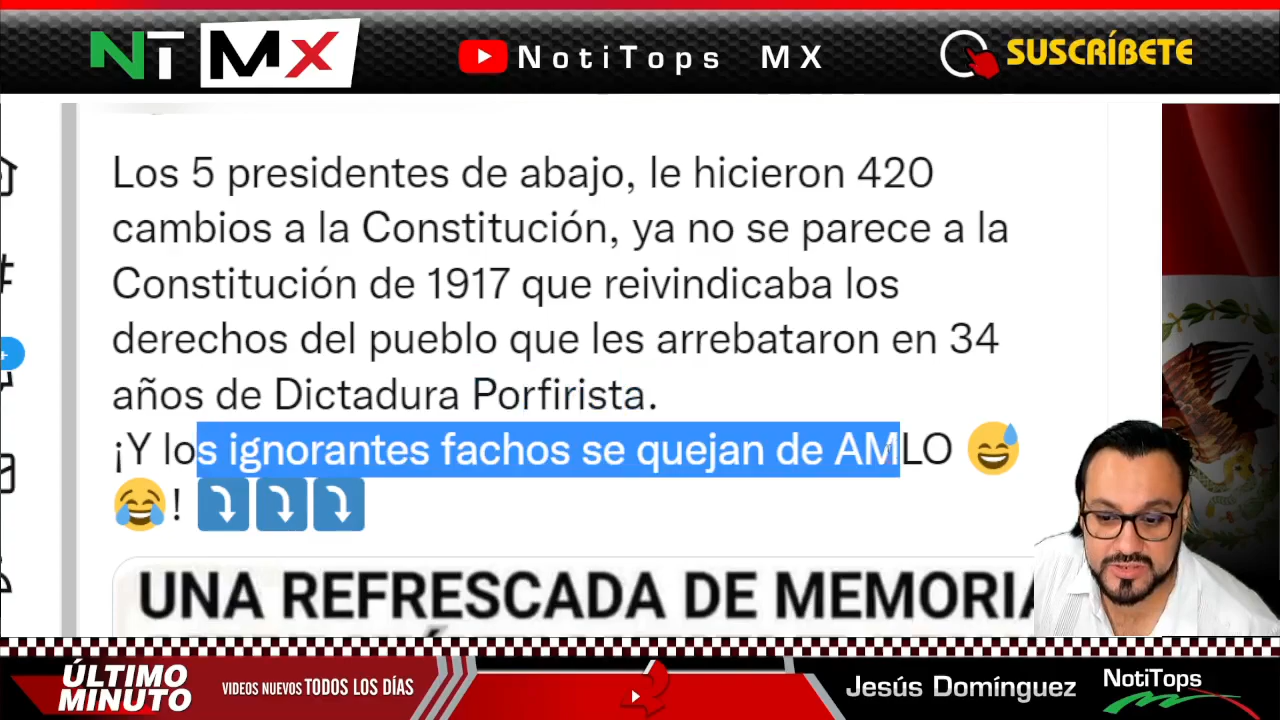 NT MX
NotiTops MX
SUSCRÍBETE
Los 5 presidentes de abajo, le hicieron 420
cambios a la Constitución, ya no se parece a la
Constitución de 1917 que reivindicaba los
derechos del pueblo que les arrebataron en 34
años de Dictadura Porfirista.
¡Y los ignorantes fachos se quejan de AMLO 😅
😂! ⤵️⤵️⤵️
UNA REFRESCADA DE MEMORIA
ÚLTIMO
MINUTO
VIDEOS NUEVOS TODOS LOS DÍAS
Jesús Domínguez
NotiTops